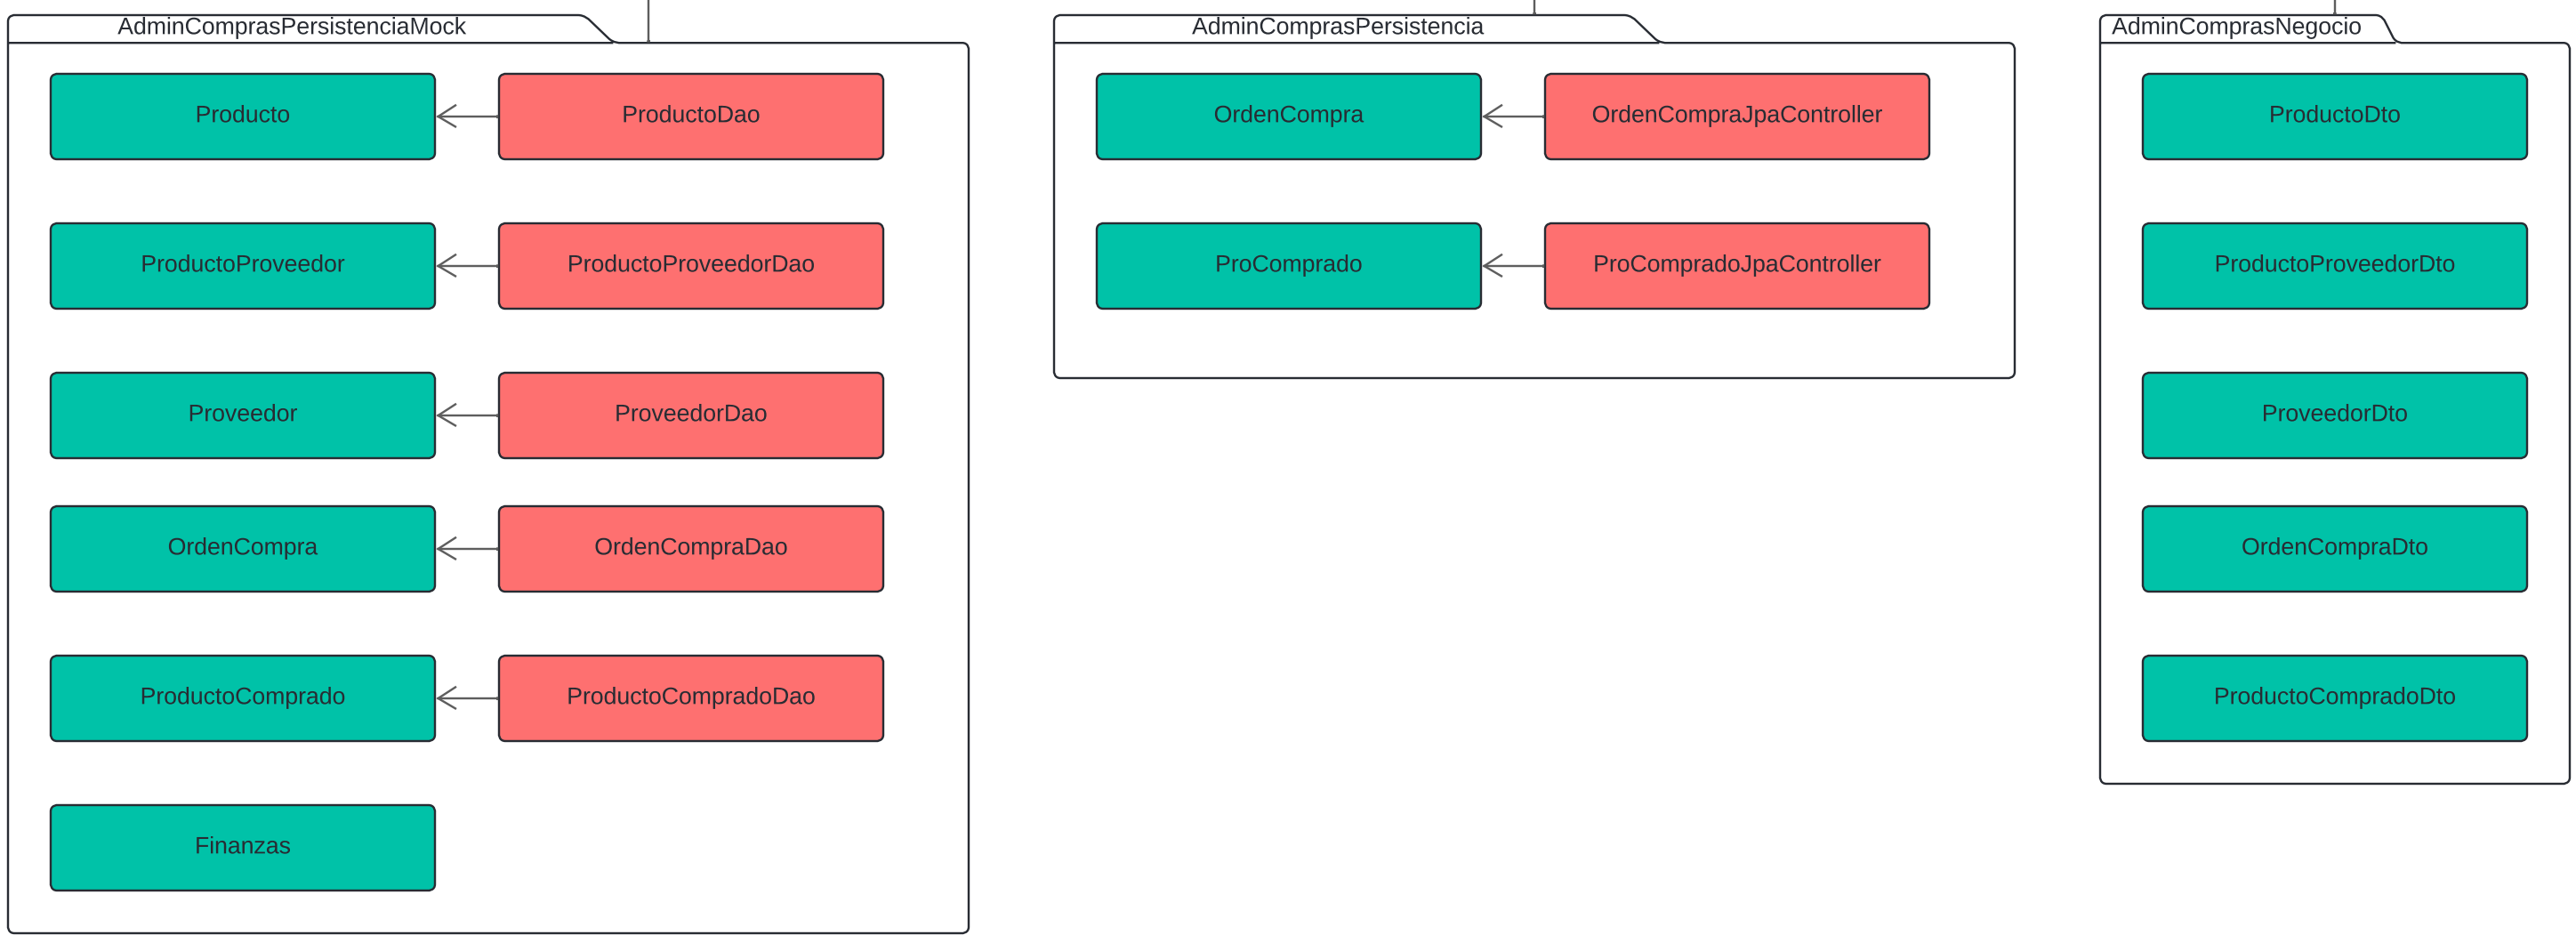 AdminComprasPersistenciaMock
Producto
ProductoDao
ProductoProveedor
ProductoProveedorDao
Proveedor
ProveedorDao
OrdenCompra
OrdenCompraDao
ProductoComprado
ProductoCompradoDao
Finanzas
AdminComprasPersistencia
OrdenCompra
OrdenCompraJpaController
ProComprado
ProCompradoJpaController
AdminComprasNegocio
ProductoDto
ProductoProveedorDto
ProveedorDto
OrdenCompraDto
ProductoCompradoDto